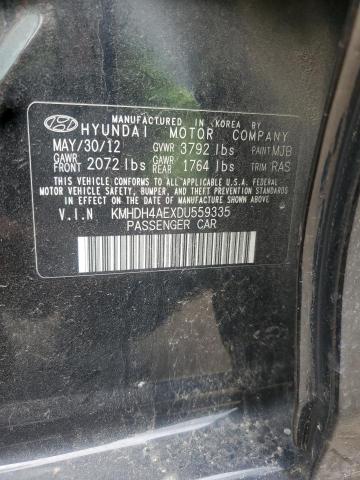 MANUFACTURED IN KOREA BY
HYUNDAI MOTOR COMPANY
MAY/30/12 GVWR 3792 lbs PAINT MJB
GAWR FRONT 2072 lbs GAWR REAR 1764 lbs TRIM RAS
THIS VEHICLE CONFORMS TO ALL APPLICABLE U.S. FEDERAL
MOTOR VEHICLE SAFETY, BUMPER, AND THEFT PREVENTION
STANDARDS IN EFFECT ON THE DATE OF MANUFACTURE SHOWN ABOVE.
V.I.N KMHDH4AEXDU559335
PASSENGER CAR